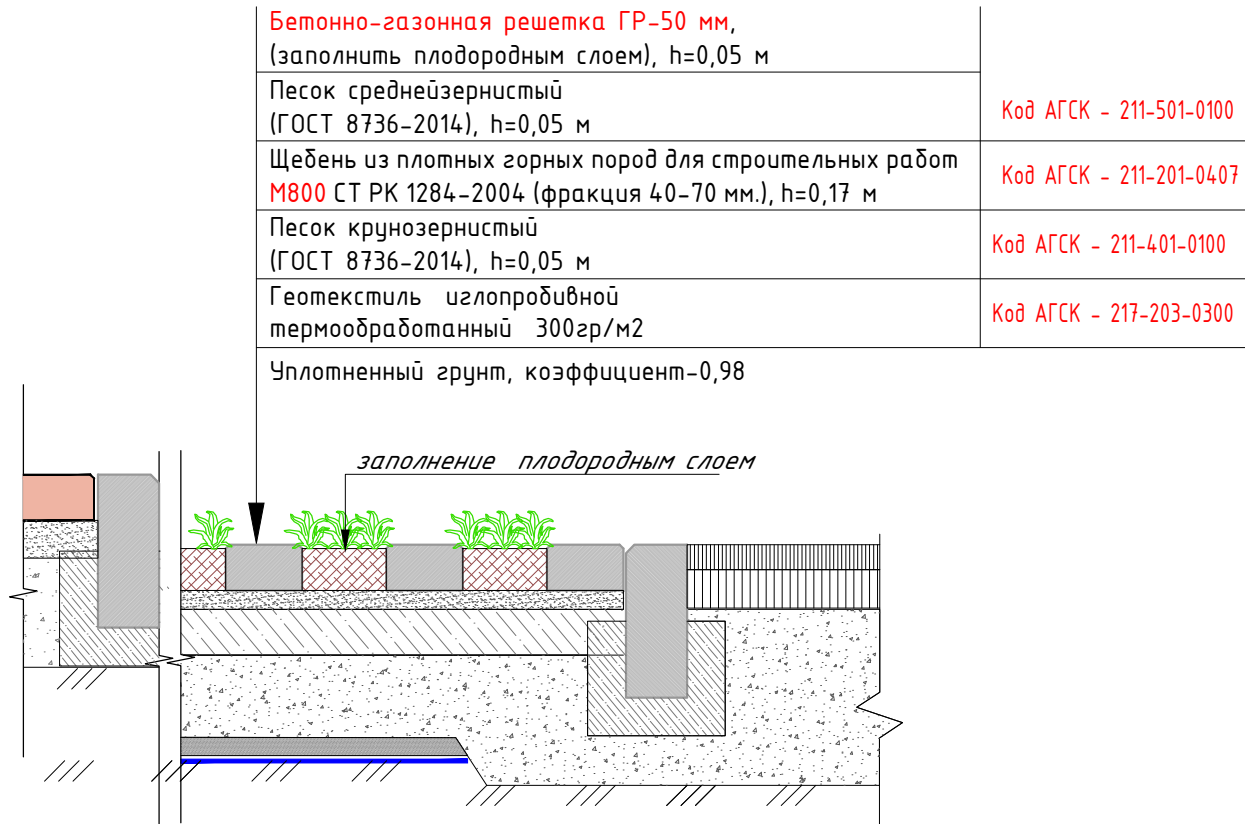 Бетонно-газонная решетка ГР-50 мм,
(заполнить плодородным слоем), h=0,05 м
Песок среднейзернистый
(ГОСТ 8736-2014), h=0,05 м
Код АГСК - 211-501-0100
Щебень из плотных горных пород для строительных работ
М800 СТ РК 1284-2004 (фракция 40-70 мм.), h=0,17 м
Код АГСК - 211-201-0407
Песок крунозернистый
(ГОСТ 8736-2014), h=0,05 м
Код АГСК - 211-401-0100
Геотекстиль иглопробивной
термообработанный 300гр/м2
Код АГСК - 217-203-0300
Уплотненный грунт, коэффициент-0,98
заполнение плодородным слоем